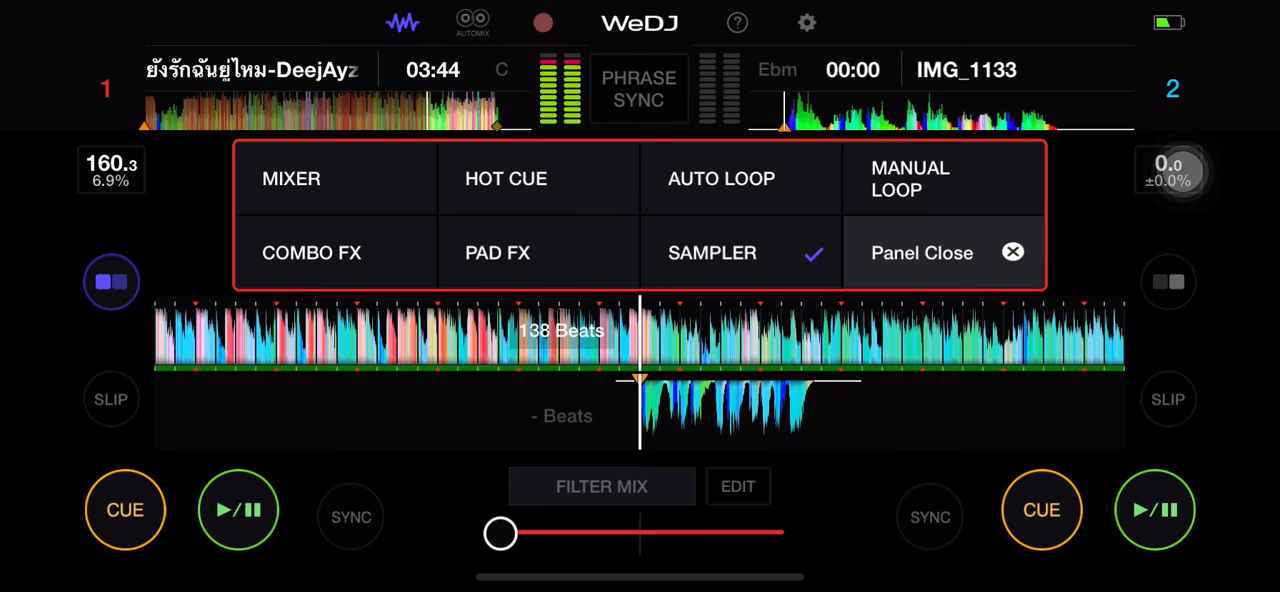 AUTOMIX
WeDJ
?
1
ยังรักฉันยู่ไหม-DeejAyz
03:44
C
PHRASE
SYNC
Ebm
00:00
IMG_1133
2
160.3
6.9%
0.0
±0.0%
MIXER
HOT CUE
AUTO LOOP
MANUAL
LOOP
COMBO FX
PAD FX
SAMPLER
Panel Close
138 Beats
- Beats
SLIP
SLIP
CUE
SYNC
FILTER MIX
EDIT
SYNC
CUE